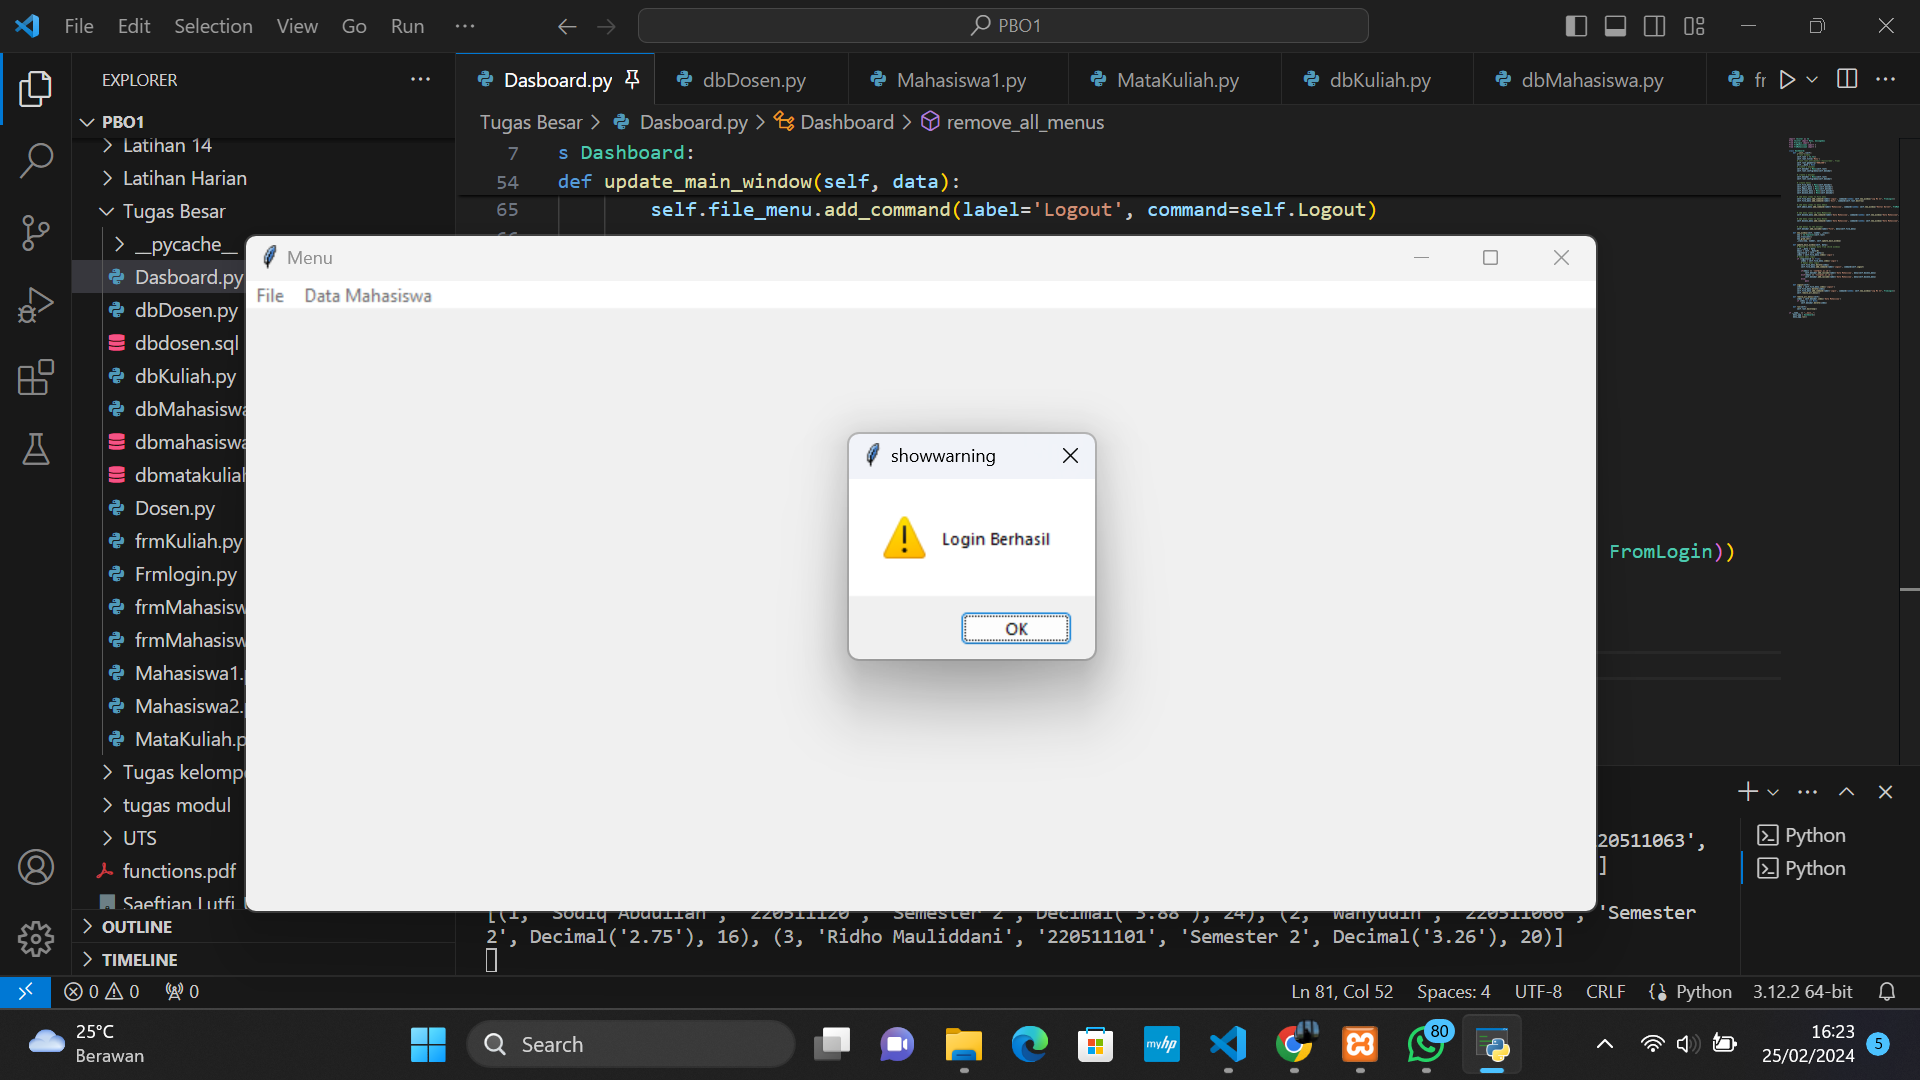 File Edit Selection View Go Run
PBO1
EXPLORER
Dasboard.py dbDosen.py Mahasiswa1.py MataKuliah.py dbKuliah.py dbMahasiswa.py fr
Tugas Besar > Dasboard.py > Dashboard > remove_all_menus
PBO1
Latihan 14
Latihan Harian
Tugas Besar
__pycache__
Dasboard.py
dbDosen.py
dbdosen.sql
dbKuliah.py
dbMahasiswa
dbmahasiswa
dbmatakuliah
Dosen.py
frmKuliah.py
Frmlogin.py
frmMahasisw
frmMahasisw
Mahasiswa1.
Mahasiswa2.
MataKuliah.p
Tugas kelompo
tugas modul
UTS
functions.pdf
Saeftian Lutfi
OUTLINE
TIMELINE
7 s Dashboard:
54 def update_main_window(self, data):
65 self.file_menu.add_command(label='Logout', command=self.Logout)
FromLogin))
Menu
File Data Mahasiswa
showwarning
Login Berhasil
OK
20511063',
]
[(1, 'Sodiq Abdullah', '220511120', 'Semester 2', Decimal('3.88'), 24), (2, 'Wahyudin', '220511066', 'Semester
2', Decimal('2.75'), 16), (3, 'Ridho Mauliddani', '220511101', 'Semester 2', Decimal('3.26'), 20)]
Python
Python
0 0 0
Ln 81, Col 52 Spaces: 4 UTF-8 CRLF Python 3.12.2 64-bit
25°C
Berawan
Search
myhp
80
16:23
25/02/2024
5